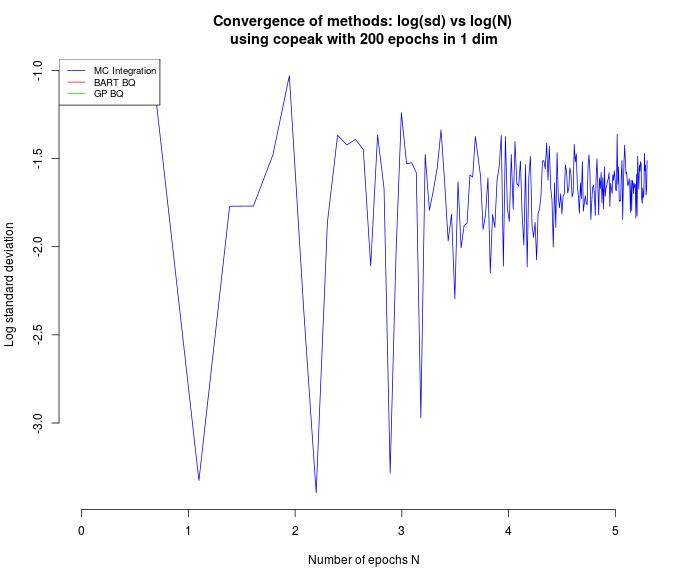 Convergence of methods: log(sd) vs log(N)
using copeak with 200 epochs in 1 dim
MC Integration
BART BQ
GP BQ
Log standard deviation
-1.0
-1.5
-2.0
-2.5
-3.0
0 1 2 3 4 5
Number of epochs N